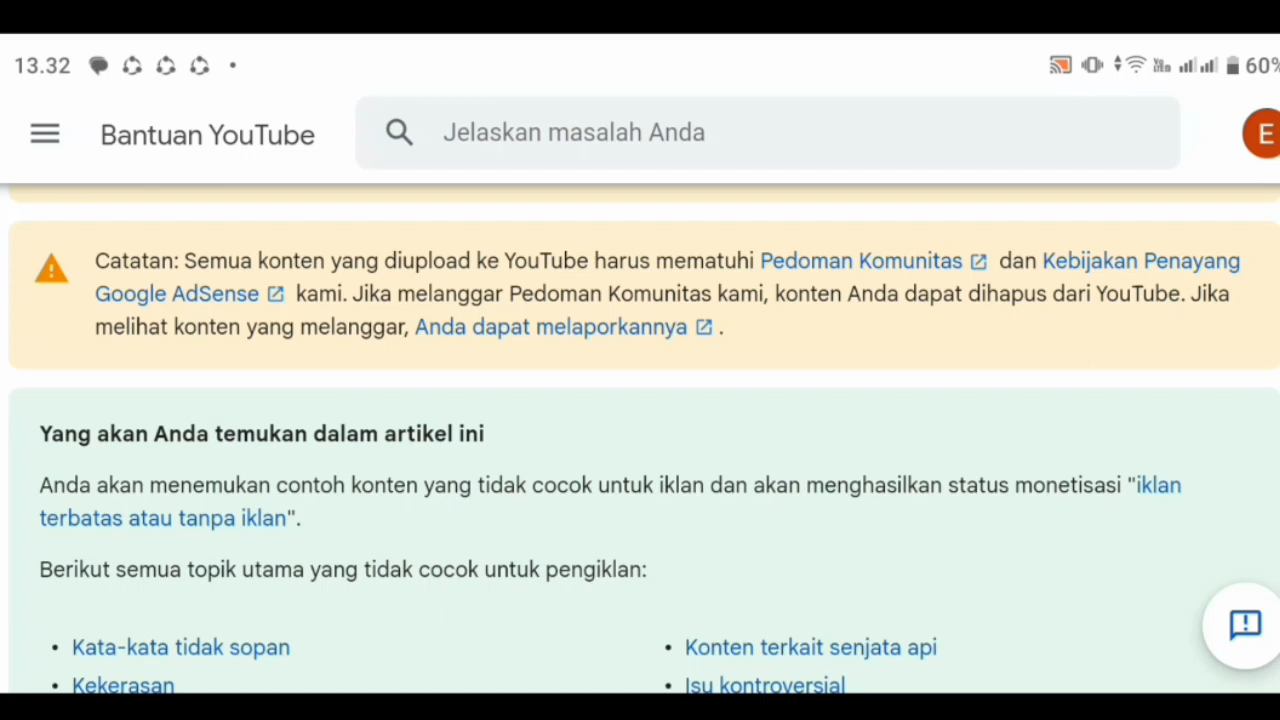 13.32
60%
Bantuan YouTube
Jelaskan masalah Anda
E
Catatan: Semua konten yang diupload ke YouTube harus mematuhi Pedoman Komunitas dan Kebijakan Penayang
Google AdSense kami. Jika melanggar Pedoman Komunitas kami, konten Anda dapat dihapus dari YouTube. Jika
melihat konten yang melanggar, Anda dapat melaporkannya .
Yang akan Anda temukan dalam artikel ini
Anda akan menemukan contoh konten yang tidak cocok untuk iklan dan akan menghasilkan status monetisasi "iklan
terbatas atau tanpa iklan".
Berikut semua topik utama yang tidak cocok untuk pengiklan:
• Kata-kata tidak sopan
• Konten terkait senjata api
• Kekerasan
• Isu kontroversial